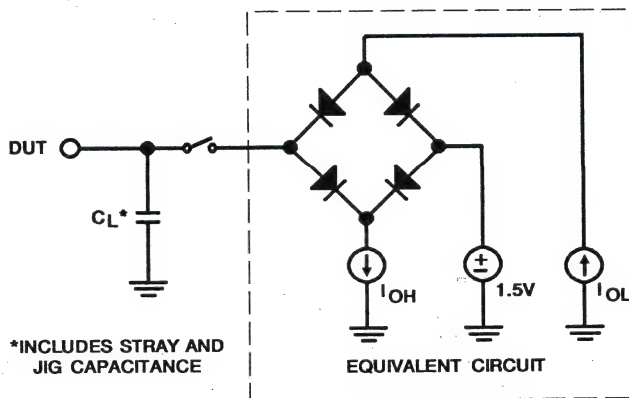 DUT
CL*
IOH
1.5V
IOL
*INCLUDES STRAY AND
JIG CAPACITANCE
EQUIVALENT CIRCUIT